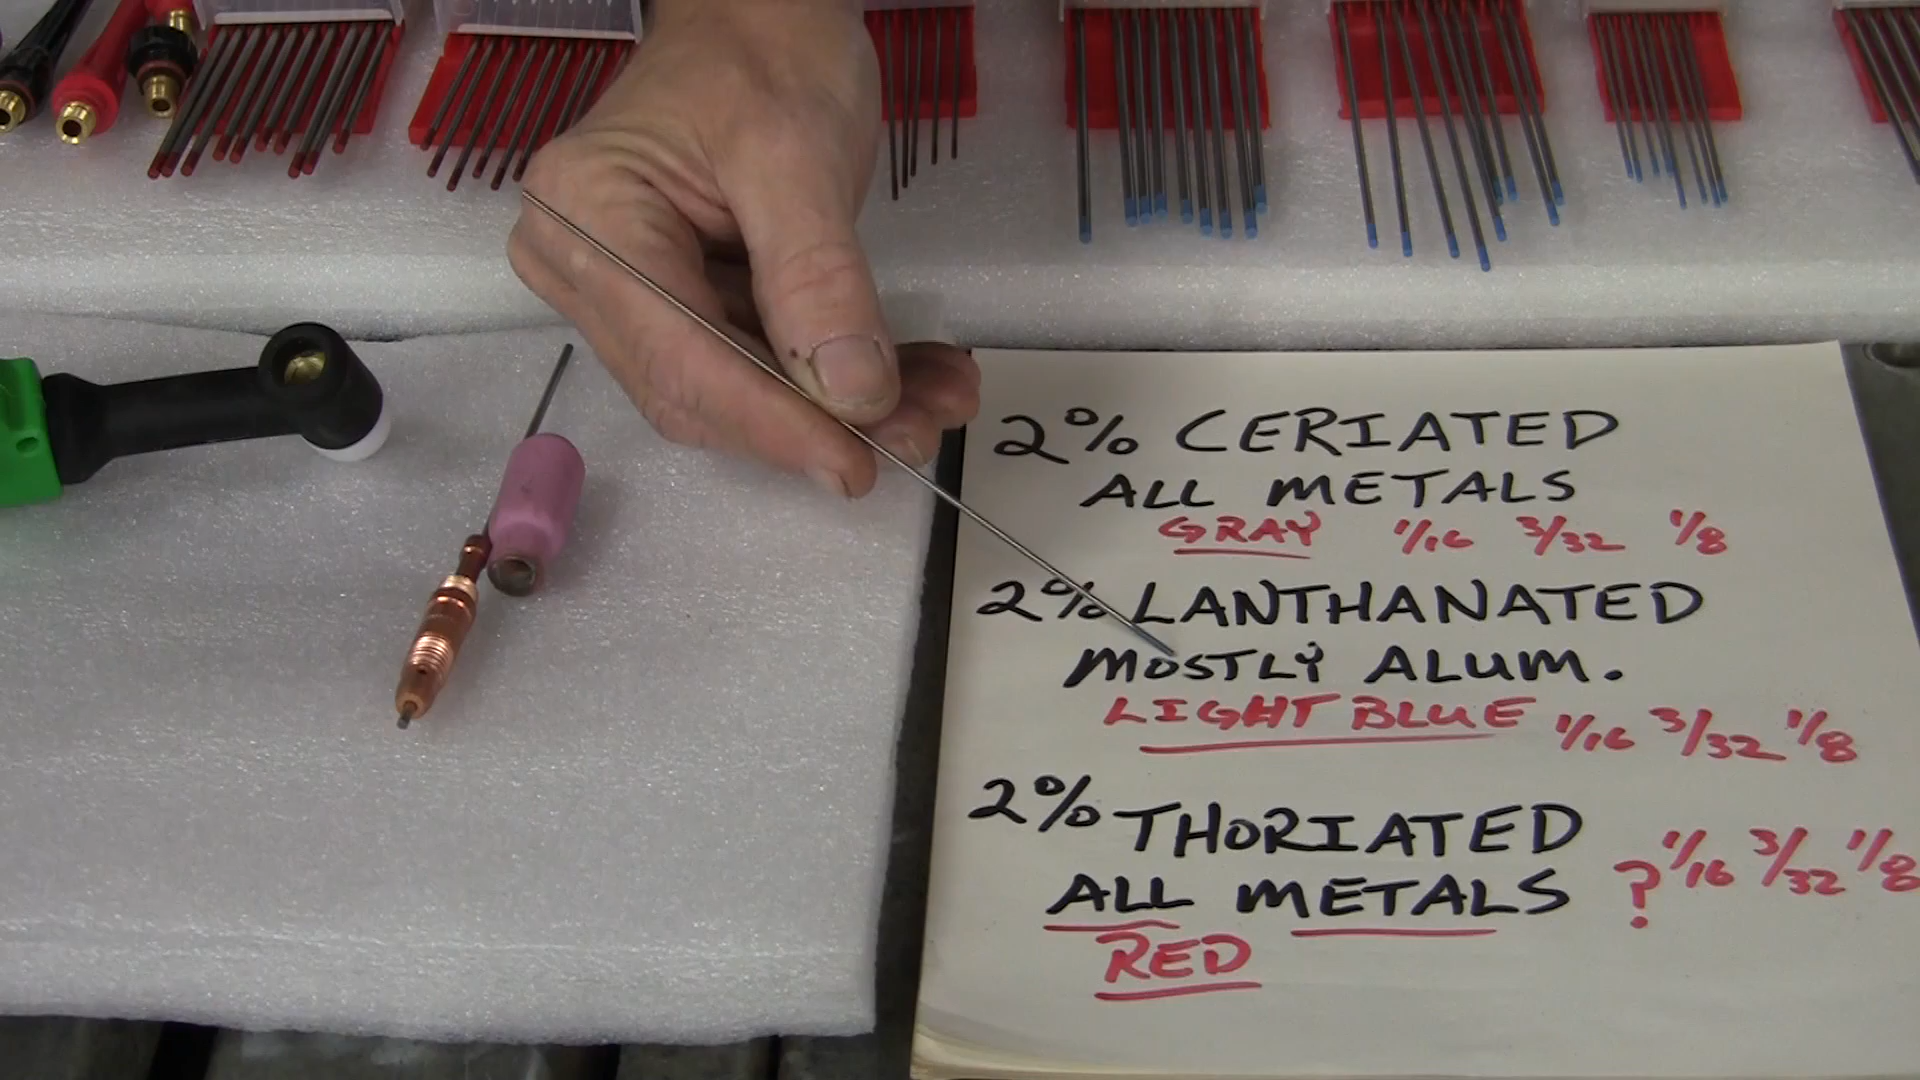 2% CERIATED
ALL METALS
GRAY 1/16 3/32 1/8
2% LANTHANATED
MOSTLY ALUM.
LIGHT BLUE 1/16 3/32 1/8
2% THORIATED
ALL METALS ? 1/16 3/32 1/8
RED